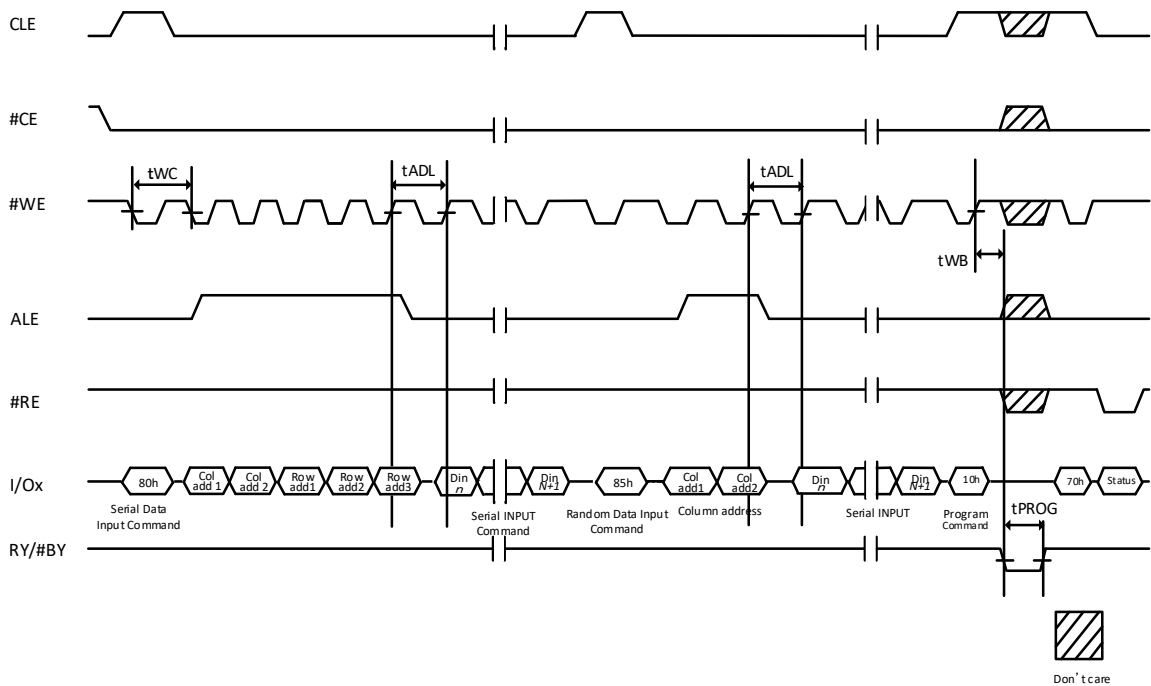 CLE
#CE
tWC
tADL
tADL
#WE
tWB
ALE
#RE
I/Ox
80h
Col
add 1
Col
add 2
Row
add1
Row
add2
Row
add3
Din
n
Din
N+1
85h
Col
add1
Col
add2
Din
n
Din
N+1
10h
70h
Status
Serial Data
Input Command
Serial INPUT
Command
Random Data Input
Command
Column address
Serial INPUT
Program
Command
tPROG
RY/#BY
Don't care